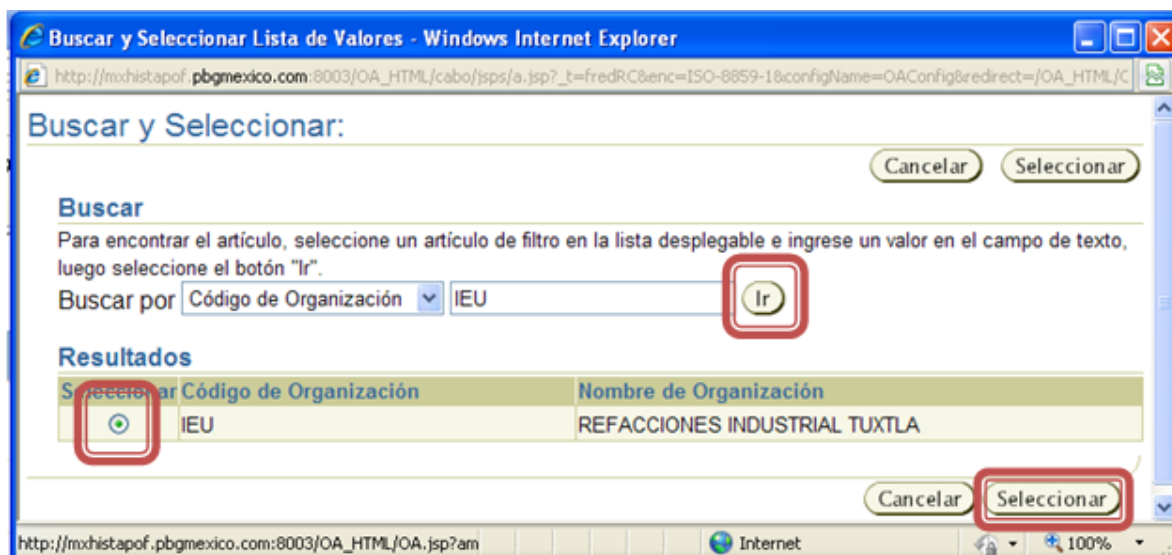 Buscar y Seleccionar Lista de Valores - Windows Internet Explorer
http://mxhistapof.pbgmexico.com:8003/OA_HTML/cabo/jsps/a.jsp?_t=fredRC&enc=ISO-8859-1&configName=OAConfig&redirect=/OA_HTML/C
Buscar y Seleccionar:
Cancelar Seleccionar
Buscar
Para encontrar el artículo, seleccione un artículo de filtro en la lista desplegable e ingrese un valor en el campo de texto,
luego seleccione el botón "Ir".
Buscar por Código de Organización IEU Ir
Resultados
Seleccionar Código de Organización Nombre de Organización
IEU REFACCIONES INDUSTRIAL TUXTLA
Cancelar Seleccionar
http://mxhistapof.pbgmexico.com:8003/OA_HTML/OA.jsp?am Internet 100%